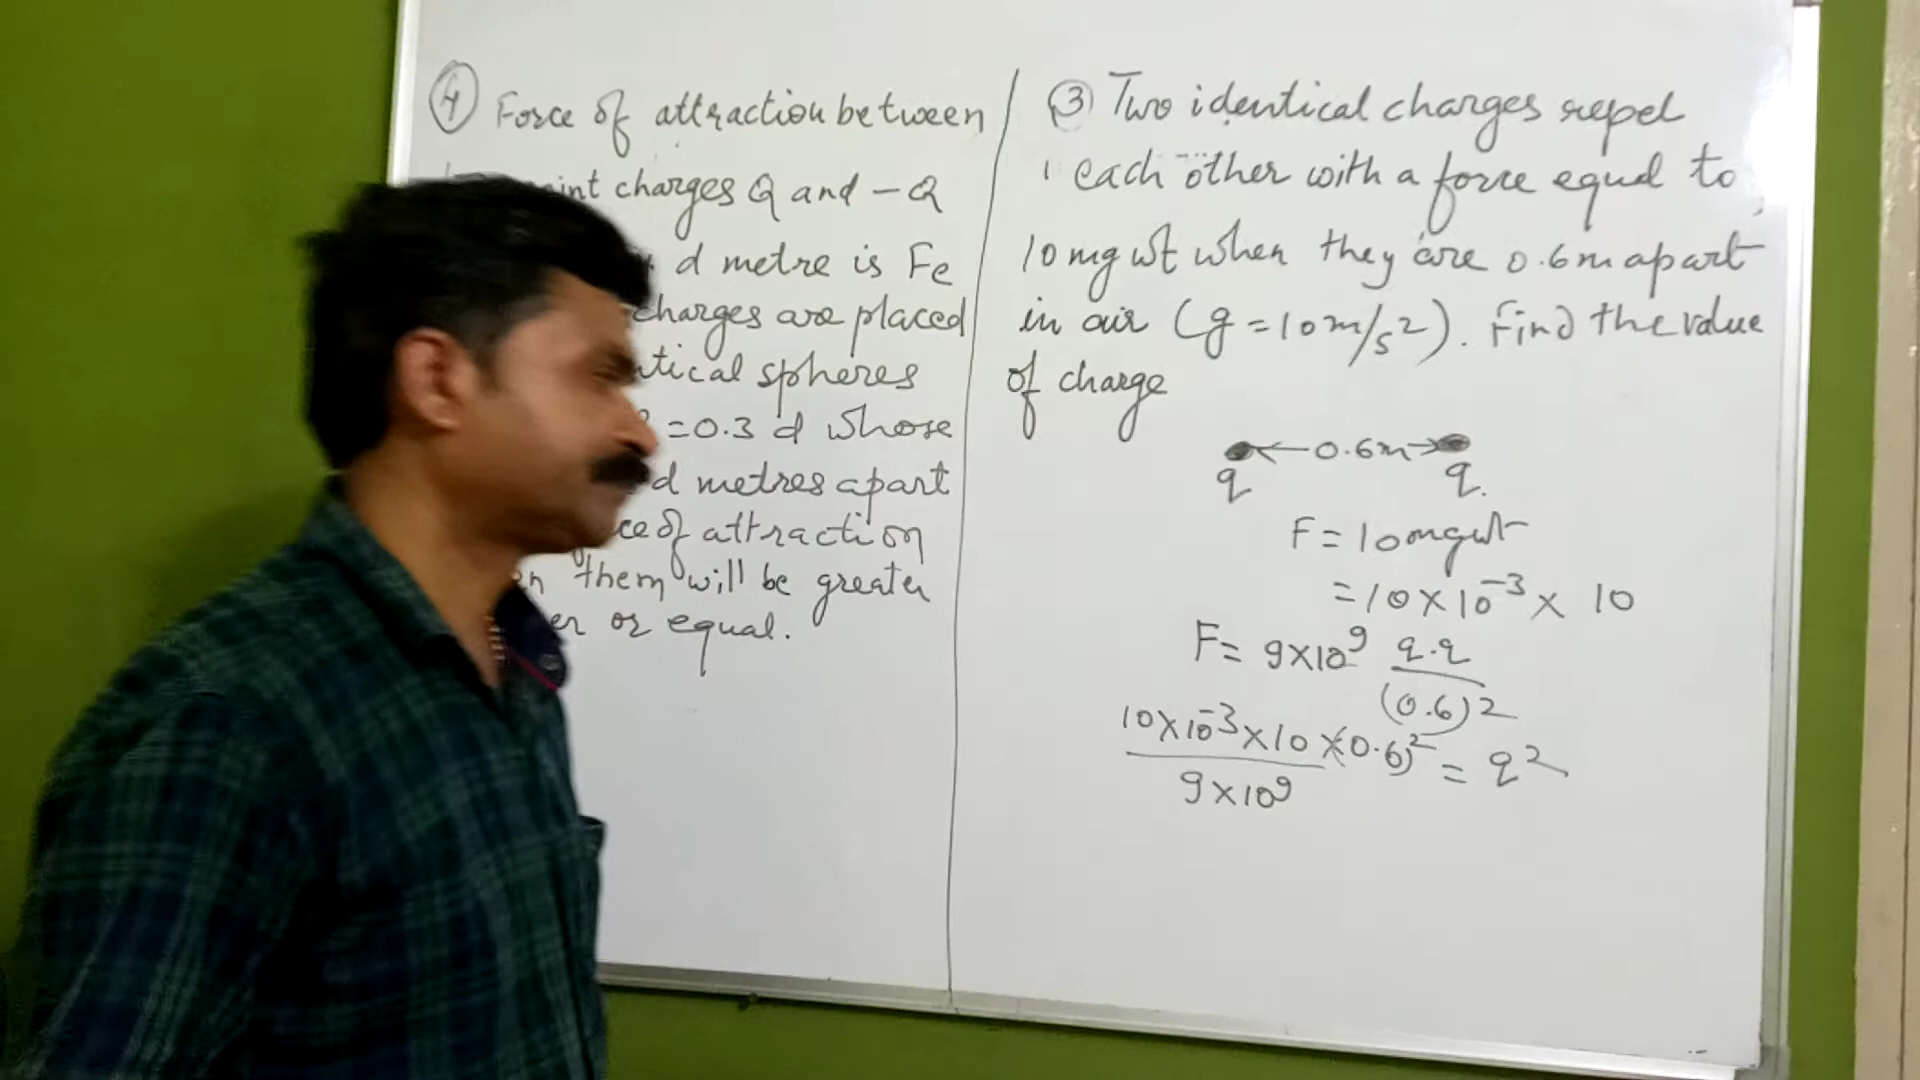 ④ Force of attraction between
point charges Q and -Q
d metre is Fe
charges are placed
spheres
=0.3 d whose
d metres apart
of attraction
them will be greater
or equal.
③ Two identical charges repel
each other with a force equal to
10 mg wt when they are 0.6m apart
in air (g=10m/s²). Find the value
of charge
0.6m
q q.
F = 10mgwt
= 10×10⁻³ × 10
F = 9×10⁹ q.q/(0.6)²
10×10⁻³×10×(0.6)²/9×10⁹ = q²